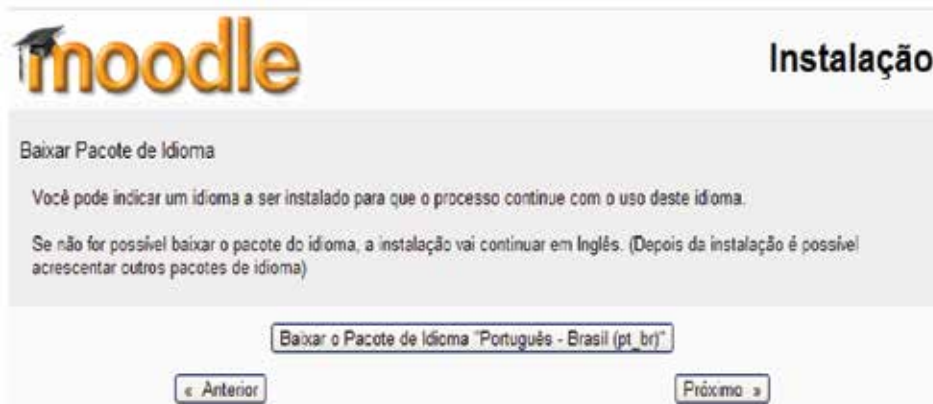 moodle
Instalação
Baixar Pacote de Idioma
Você pode indicar um idioma a ser instalado para que o processo continue com o uso deste idioma.
Se não for possível baixar o pacote do idioma, a instalação vai continuar em Inglês. (Depois da instalação é possível
acrescentar outros pacotes de idioma)
Baixar o Pacote de Idioma "Português - Brasil (pt_br)"
« Anterior
Próximo »